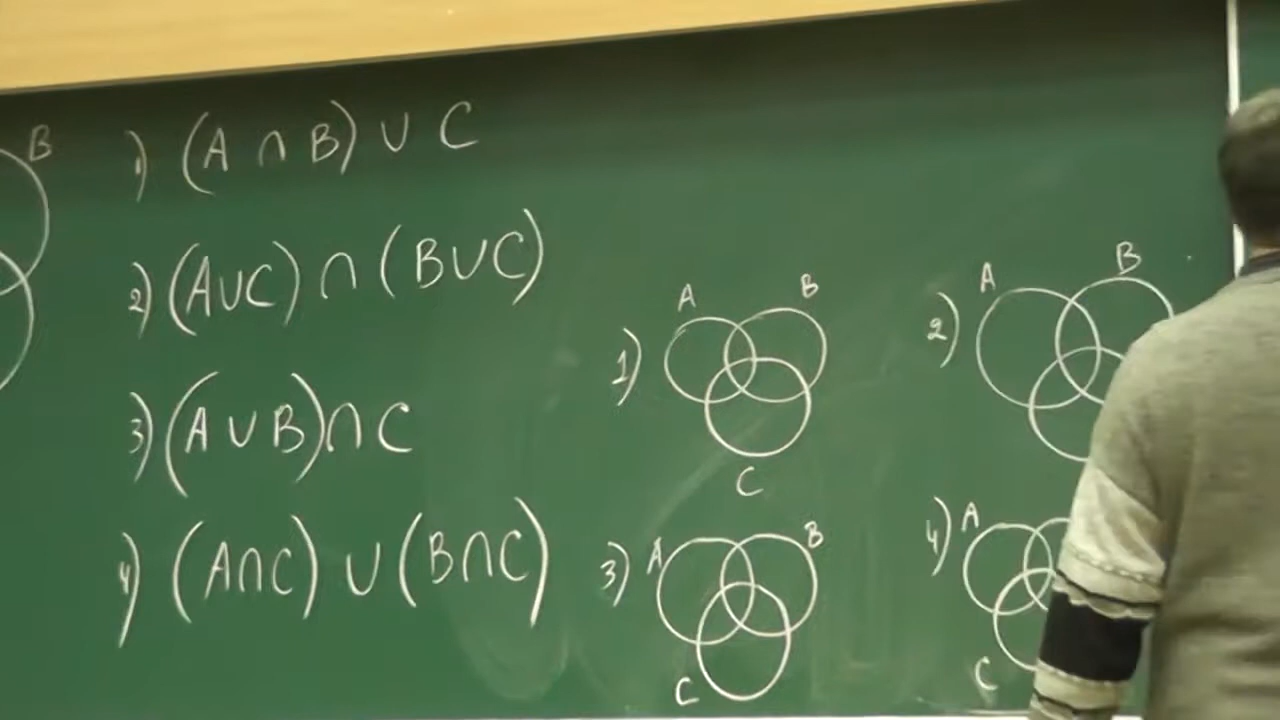 B
1) (A ∩ B) ∪ C
2) (A∪C) ∩ (B∪C)
3) (A ∪ B) ∩ C
4) (A∩C) ∪ (B∩C)
1) A B C
2) A B
3) A B C
4) A C